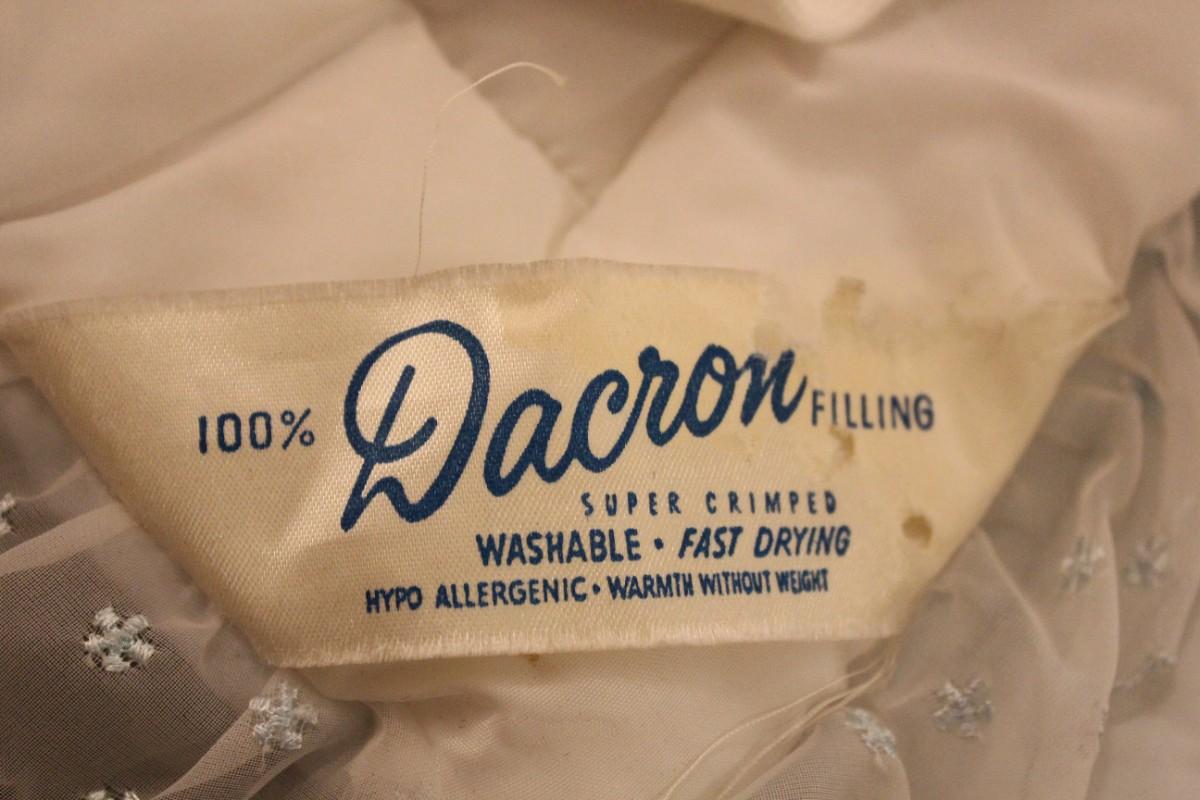 100% Dacron FILLING
SUPER CRIMPED
WASHABLE • FAST DRYING
HYPO ALLERGENIC • WARMTH WITHOUT WEIGHT